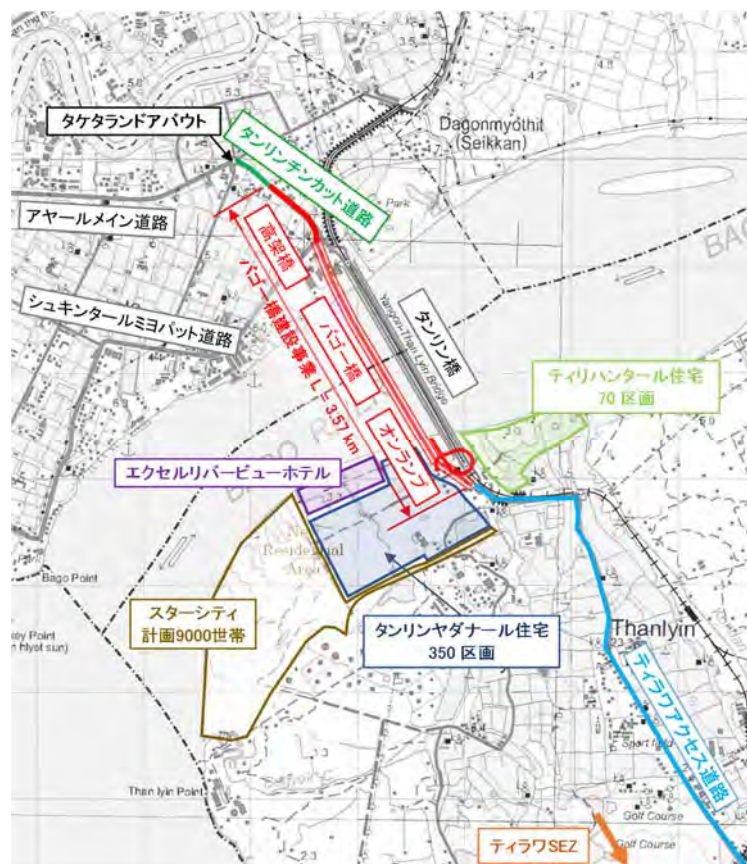 タケタランドアバウト
タンリンチンカット道路
Dagonmyothit
(Seikkan)
アヤールメイン道路
高架橋
シュキンタールミヨパット道路
バゴー橋建設事業 L= 3.57 km
バゴー橋
タンリン橋
Yangon-Than Lyin Bridge
ティリハンタール住宅
70 区画
オンランプ
エクセルリバービューホテル
Residential
Area
Bago Point
スターシティ
計画9000世帯
タンリンヤダナール住宅
350 区画
Thanlyin
ティラワアクセス道路
Sport field
Than lyin Point
Golf Course
ティラワSEZ
Golf Course